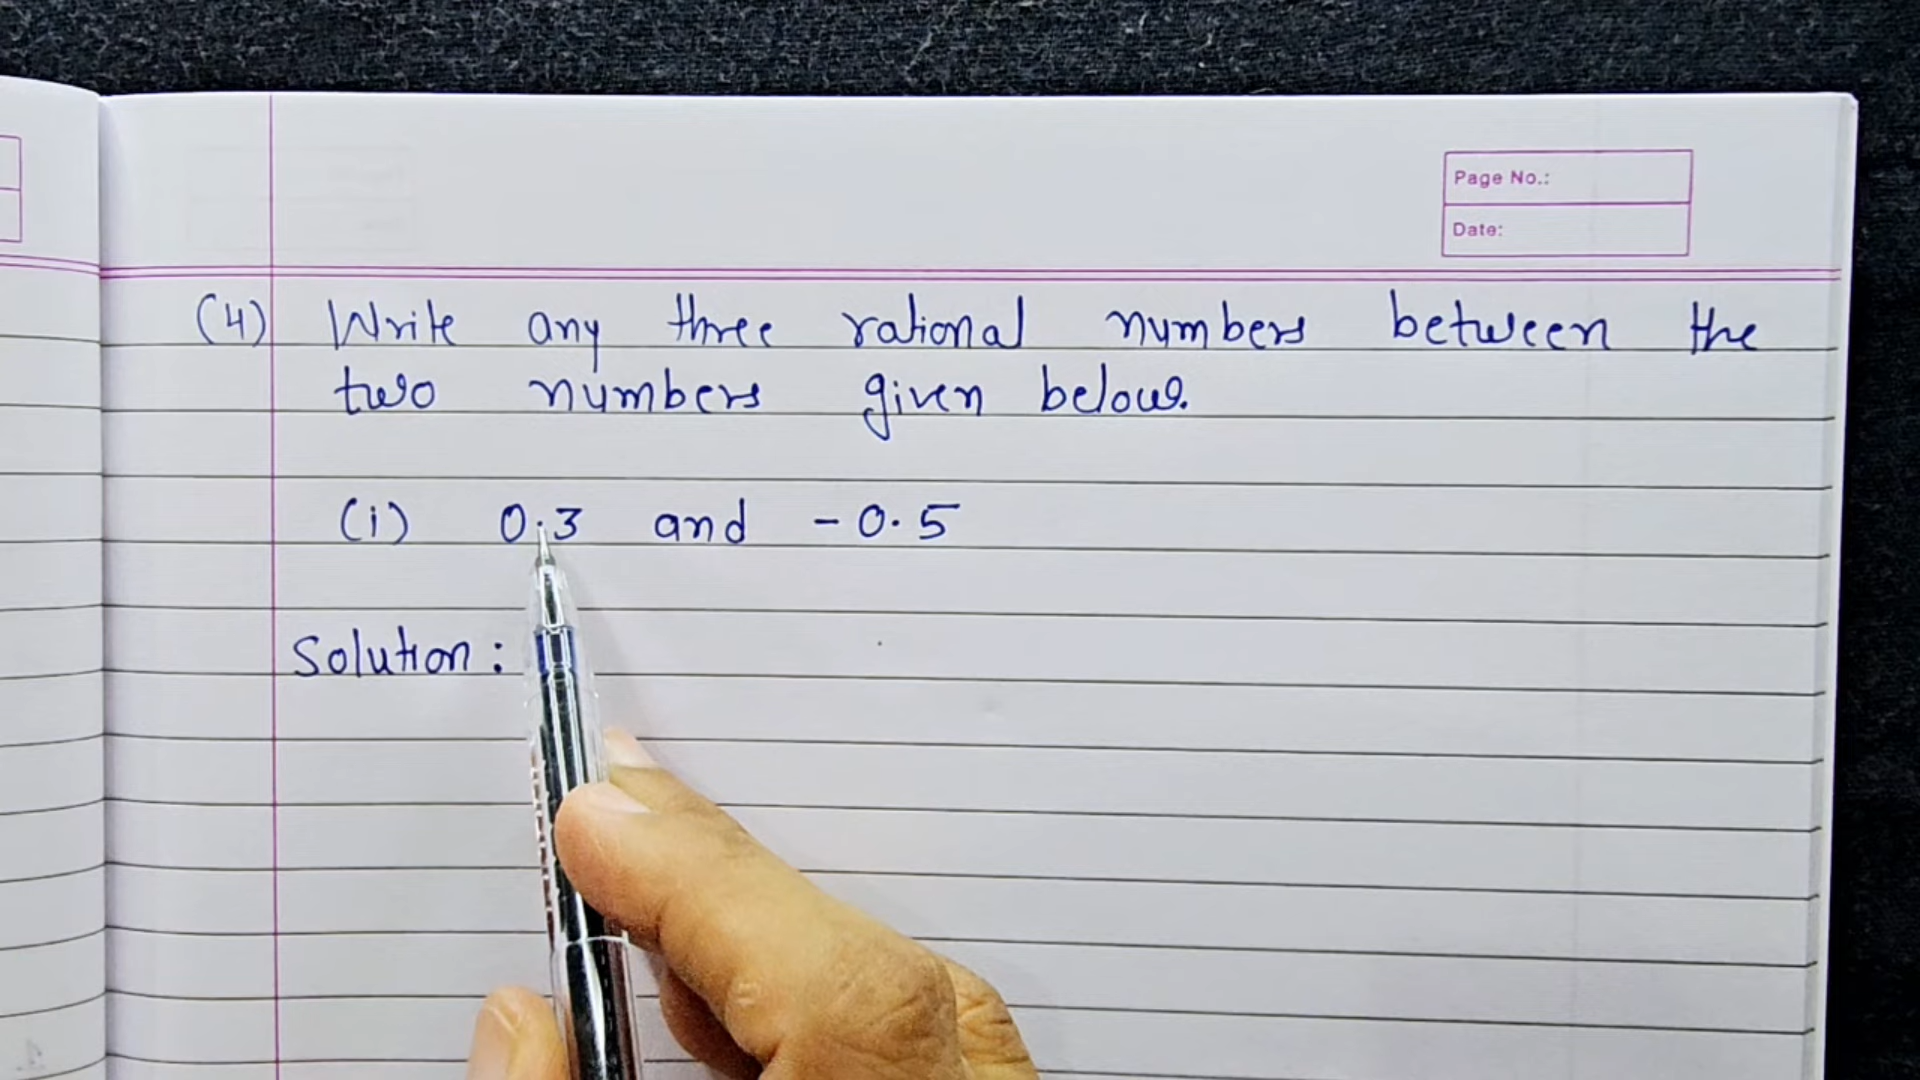 Page No.:
Date:
(4) Write any three rational numbers between the
two numbers given below.
(i) 0.3 and -0.5
Solution: